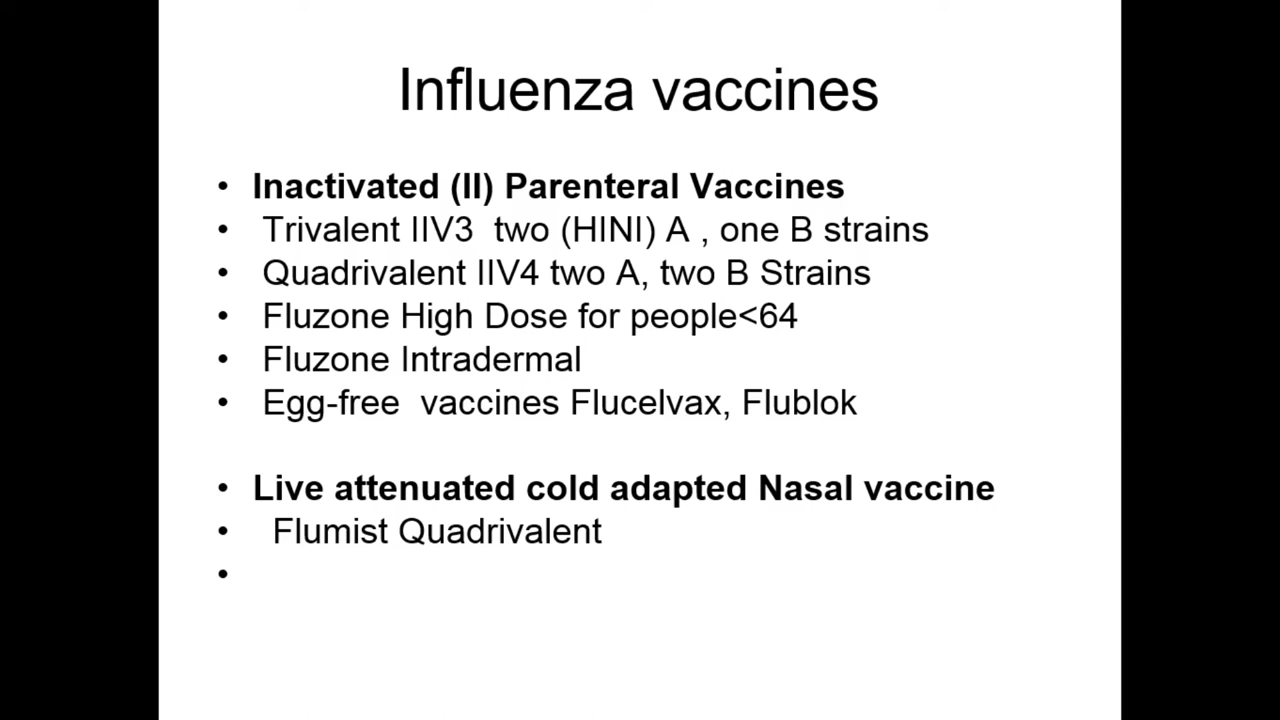 Influenza vaccines
• Inactivated (II) Parenteral Vaccines
• Trivalent IIV3 two (HINI) A , one B strains
• Quadrivalent IIV4 two A, two B Strains
• Fluzone High Dose for people<64
• Fluzone Intradermal
• Egg-free vaccines Flucelvax, Flublok
• Live attenuated cold adapted Nasal vaccine
• Flumist Quadrivalent
•